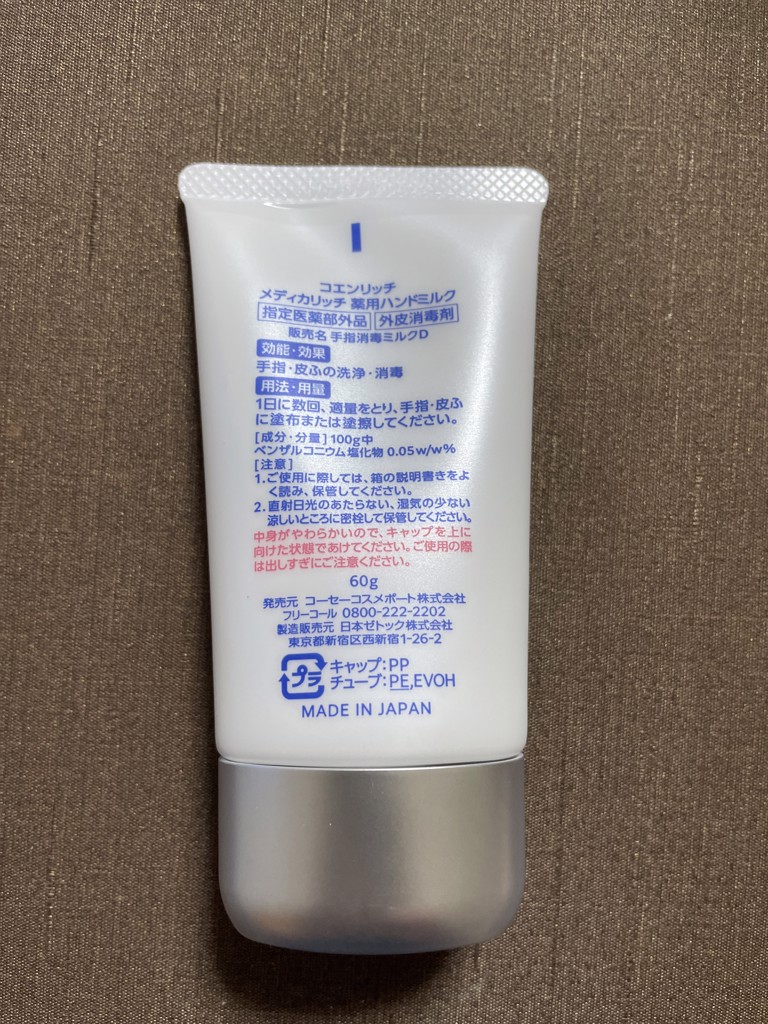 コエンリッチ
メディカリッチ 薬用ハンドミルク
指定医薬部外品 外皮消毒剤
販売名 手指消毒ミルクD
効能・効果
手指・皮ふの洗浄・消毒
用法・用量
1日に数回、適量をとり、手指・皮ふ
に塗布または塗擦してください。
[成分・分量] 100g中
ベンザルコニウム塩化物 0.05w/w%
[注意]
1.ご使用に際しては、箱の説明書きをよ
く読み、保管してください。
2.直射日光のあたらない、湿気の少ない
涼しいところに密栓して保管してください。
中身がやわらかいので、キャップを上に
向けた状態であけてください。ご使用の際
は出しすぎにご注意ください。
60g
発売元 コーセーコスメポート株式会社
フリーコール 0800-222-2202
製造販売元 日本ゼトック株式会社
東京都新宿区西新宿1-26-2
プラ キャップ:PP
チューブ:PE,EVOH
MADE IN JAPAN